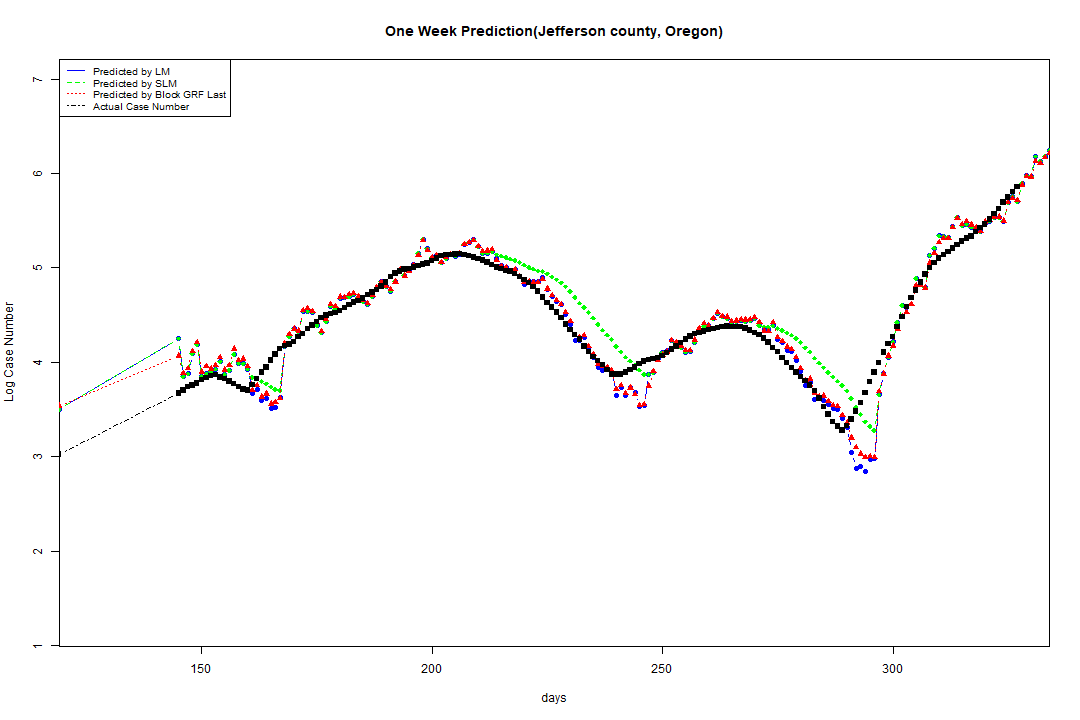 One Week Prediction(Jefferson county, Oregon)
Predicted by LM
Predicted by SLM
Predicted by Block GRF Last
Actual Case Number
7
6
5
4
3
2
1
Log Case Number
150
200
250
300
days